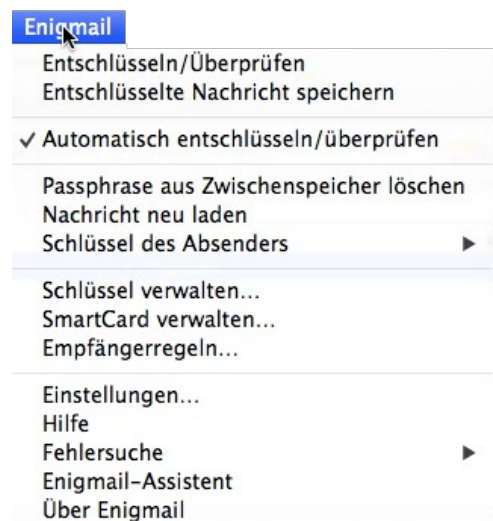 Enigmail
Entschlüsseln/Überprüfen
Entschlüsselte Nachricht speichern
✓ Automatisch entschlüsseln/überprüfen
Passphrase aus Zwischenspeicher löschen
Nachricht neu laden
Schlüssel des Absenders ▶
Schlüssel verwalten...
SmartCard verwalten...
Empfängerregeln...
Einstellungen...
Hilfe
Fehlersuche ▶
Enigmail-Assistent
Über Enigmail